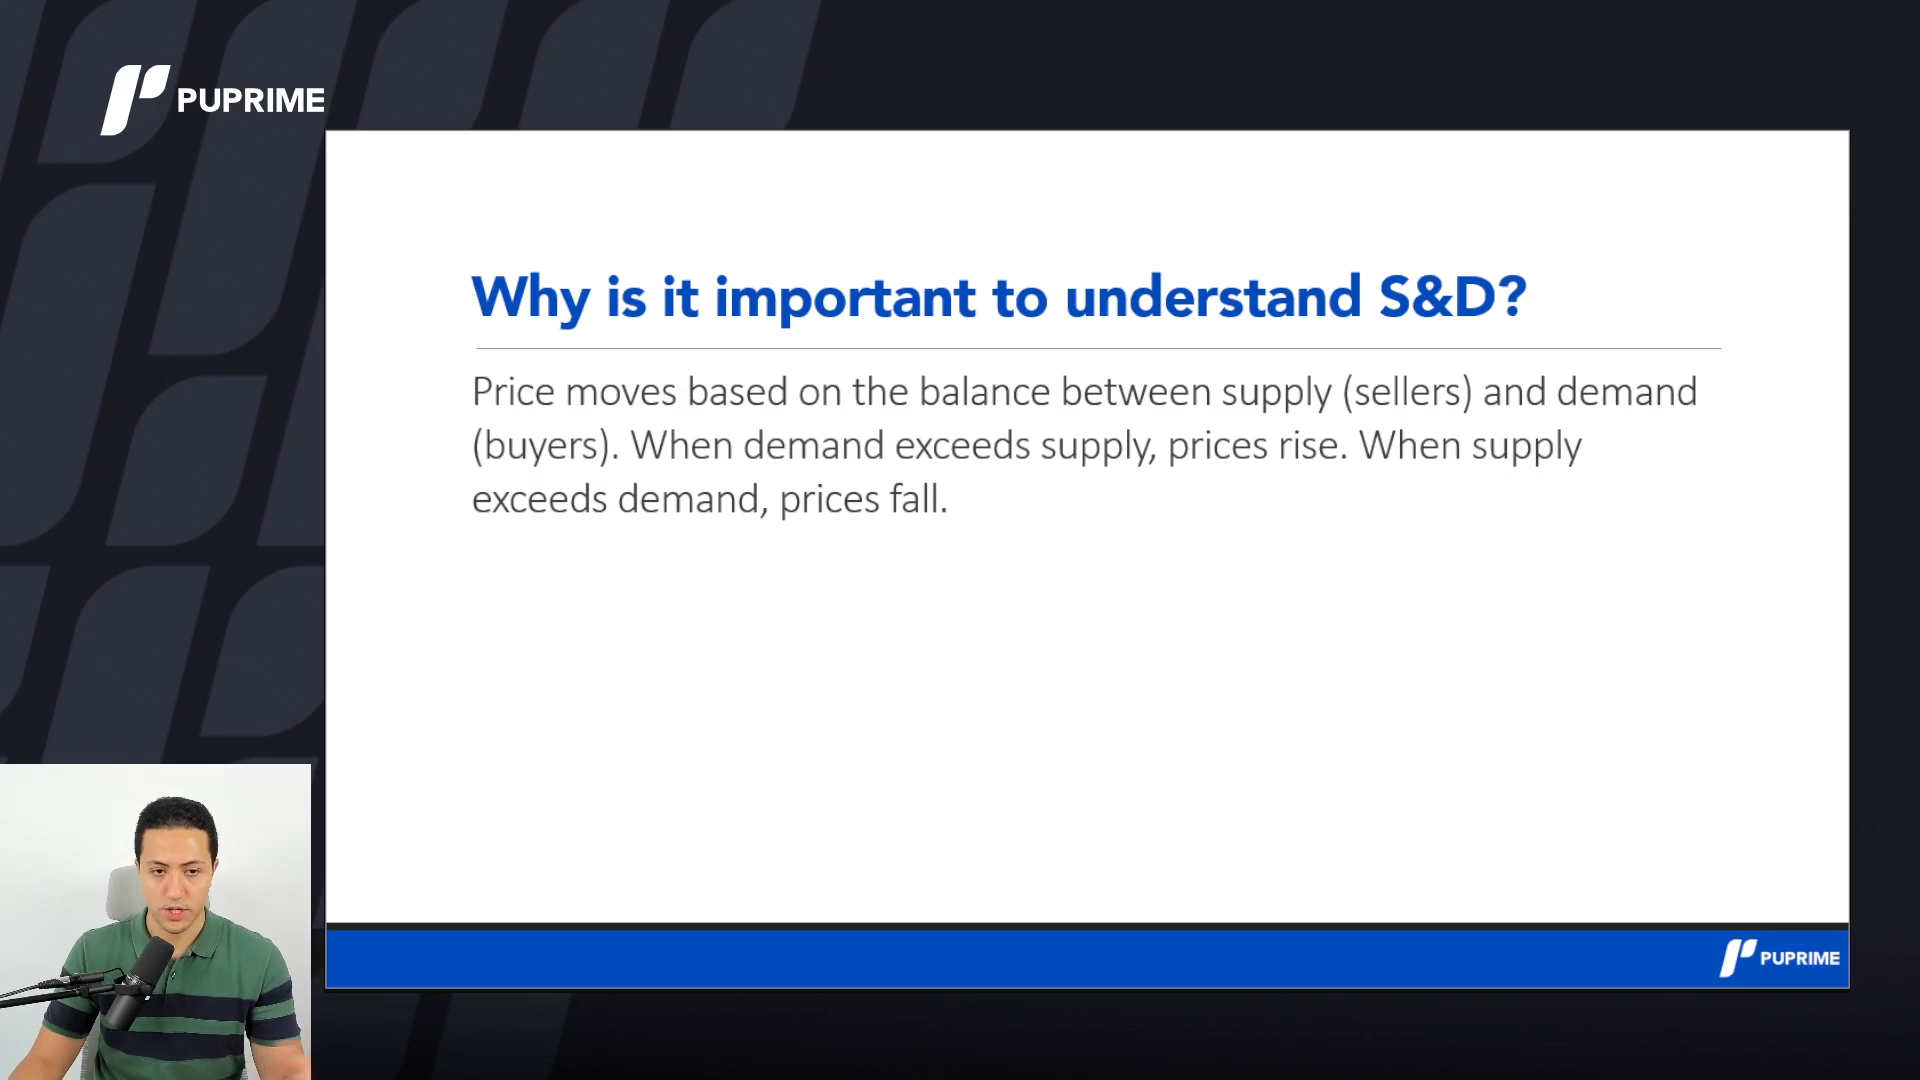 PUPRIME
Why is it important to understand S&D?
Price moves based on the balance between supply (sellers) and demand
(buyers). When demand exceeds supply, prices rise. When supply
exceeds demand, prices fall.
PUPRIME